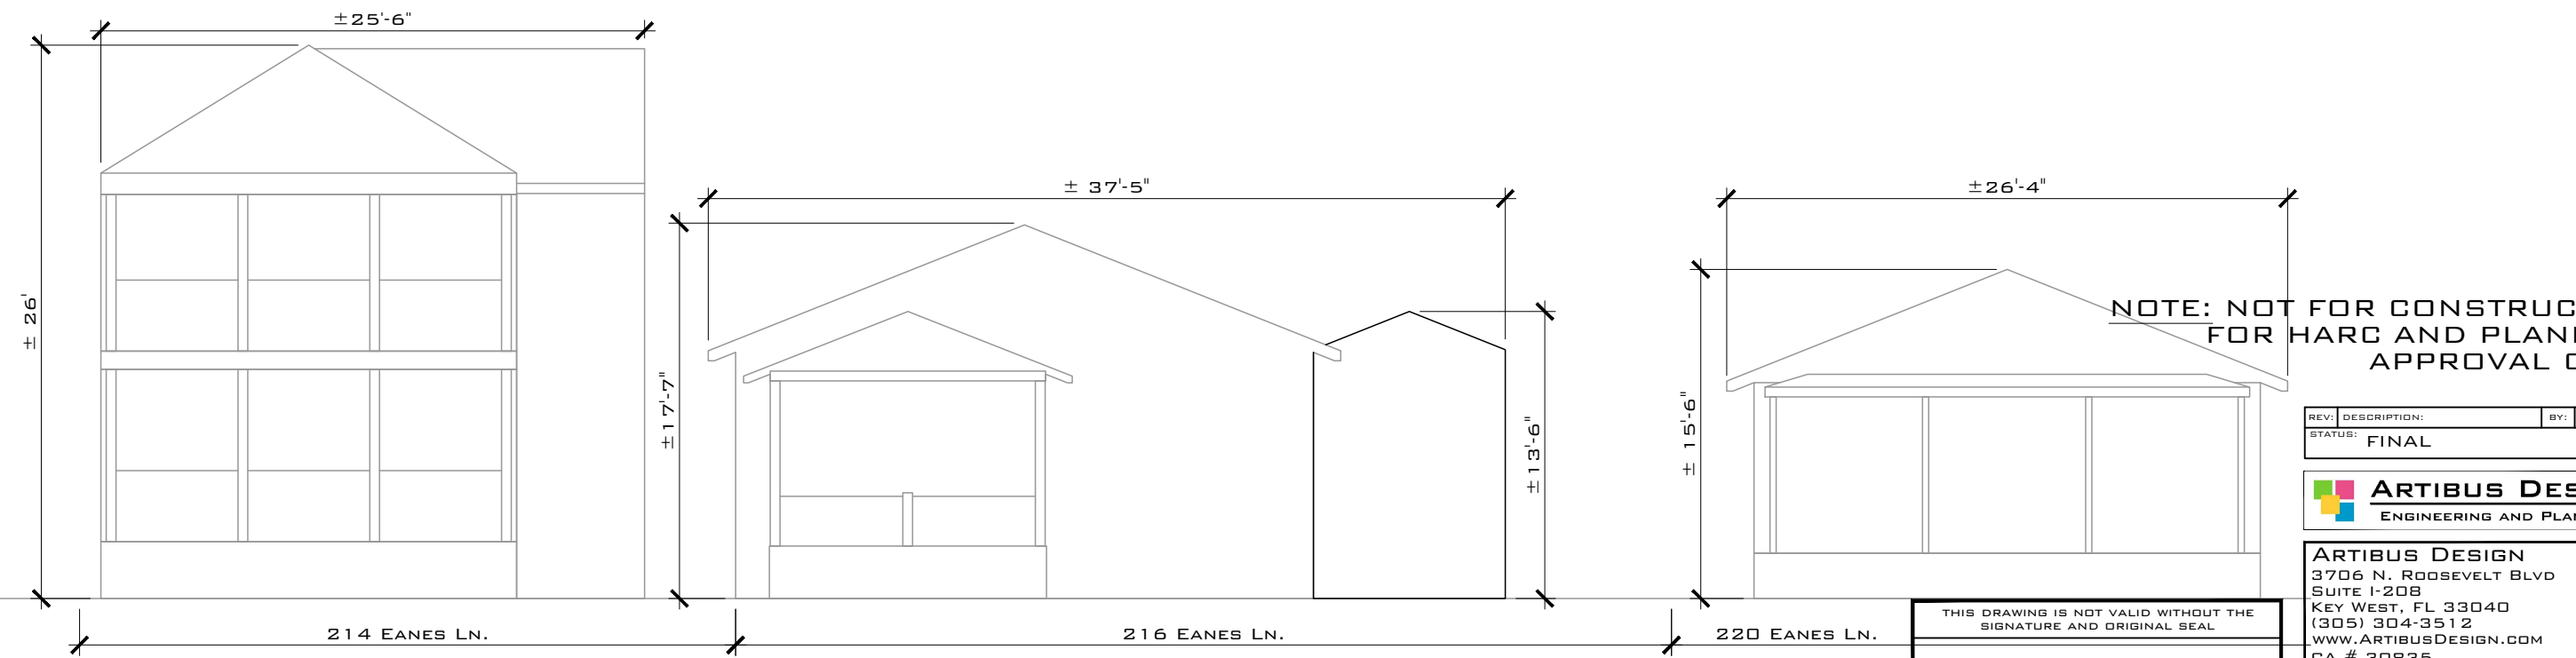 ±25'-6"
± 26'
± 37'-5"
±17'-7"
±13'-6"
±26'-4"
± 15'-6"
NOTE: NOT FOR CONSTRUC
FOR HARC AND PLAN
APPROVAL
REV: DESCRIPTION: BY:
STATUS: FINAL
ARTIBUS DES
ENGINEERING AND PLA
ARTIBUS DESIGN
3706 N. ROOSEVELT BLVD
SUITE I-208
KEY WEST, FL 33040
(305) 304-3512
WWW.ARTIBUSDESIGN.COM
CA # 30835
THIS DRAWING IS NOT VALID WITHOUT THE
SIGNATURE AND ORIGINAL SEAL
214 EANES LN.
216 EANES LN.
220 EANES LN.